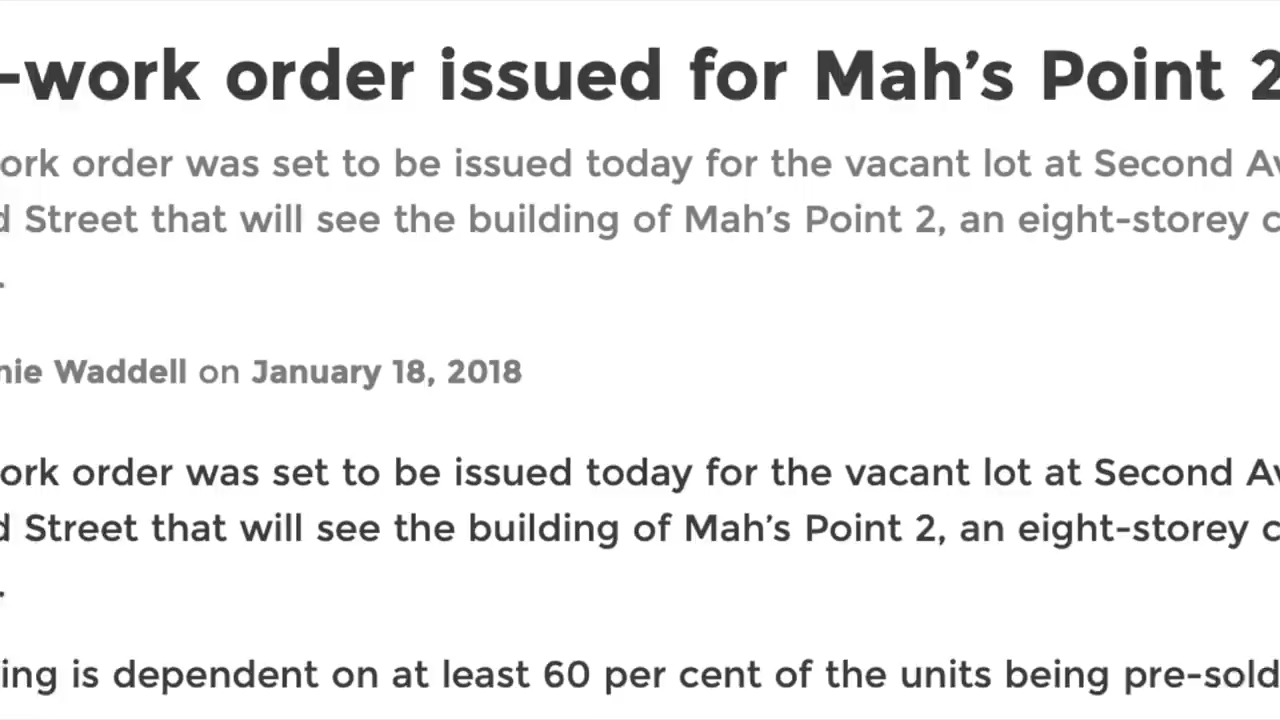 -work order issued for Mah's Point 2
ork order was set to be issued today for the vacant lot at Second Av
d Street that will see the building of Mah's Point 2, an eight-storey c
.
nie Waddell on January 18, 2018
ork order was set to be issued today for the vacant lot at Second Av
d Street that will see the building of Mah's Point 2, an eight-storey c
.
ing is dependent on at least 60 per cent of the units being pre-sold